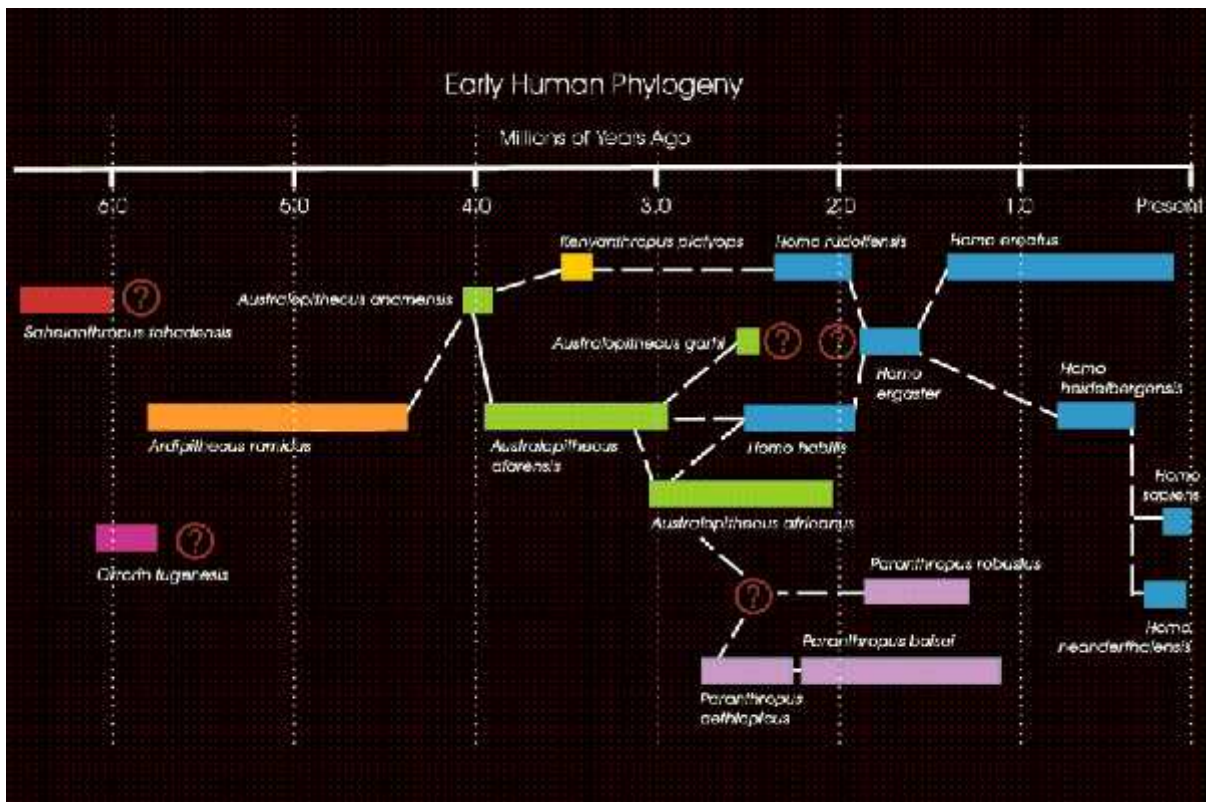 Early Human Phylogeny
Millions of Years Ago
6.0 5.0 4.0 3.0 2.0 1.0 Present
Kenyanthropus platyops
Homo rudolfensis
Homo erectus
Australopithecus anamensis
?
Sahelanthropus tchadensis
Australopithecus garhi
? ?
Homo
ergaster
Homo
heidelbergensis
Ardipithecus ramidus
Australopithecus
afarensis
Homo habilis
Homo
sapiens
Australopithecus africanus
?
Orrorin tugenesis
Paranthropus robustus
?
Homo
neanderthalensis
Paranthropus boisei
Paranthropus
aethiopicus